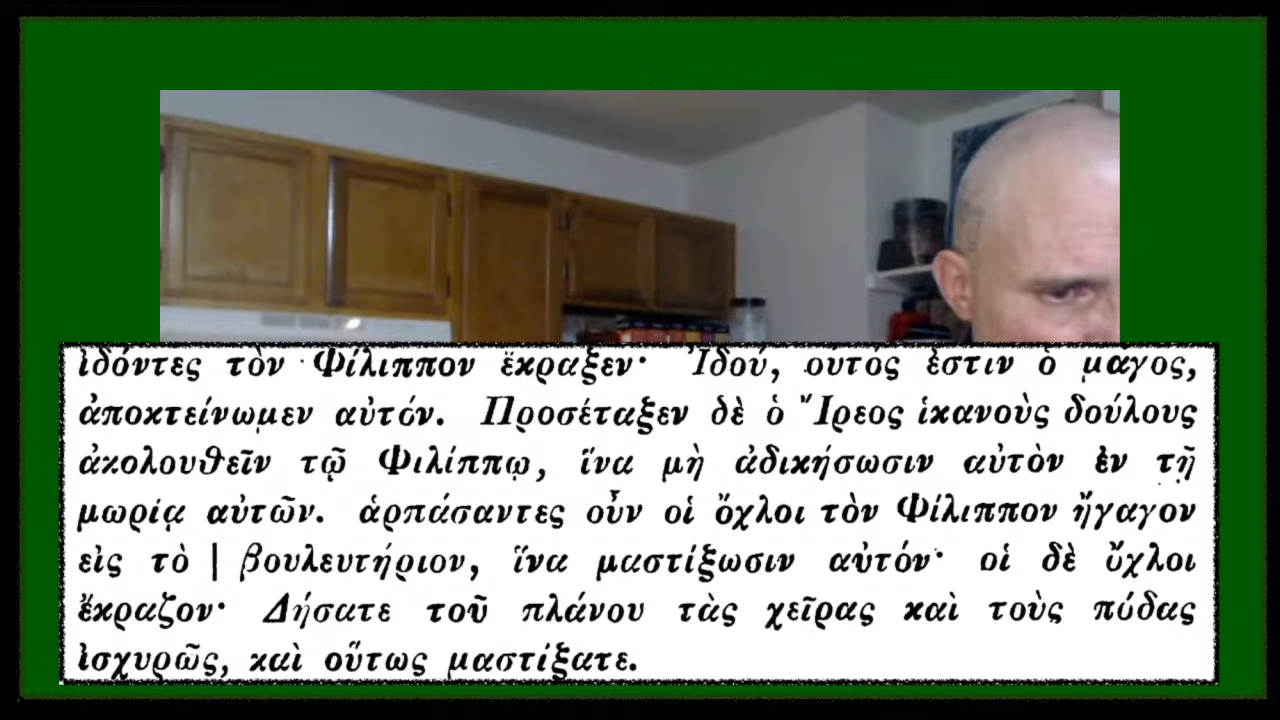 ἰδόντες τὸν Φίλιππον ἔκραξεν· Ἰδού, οὗτός ἐστιν ὁ μάγος,
ἀποκτείνωμεν αὐτόν. Προσέταξεν δὲ ὁ Ἴρεος ἱκανοὺς δούλους
ἀκολουθεῖν τῷ Φιλίππῳ, ἵνα μὴ ἀδικήσωσιν αὐτὸν ἐν τῇ
μωρίᾳ αὐτῶν. ἁρπάσαντες οὖν οἱ ὄχλοι τὸν Φίλιππον ἤγαγον
εἰς τὸ | βουλευτήριον, ἵνα μαστίξωσιν αὐτόν· οἱ δὲ ὄχλοι
ἔκραζον· Δήσατε τοῦ πλάνου τὰς χεῖρας καὶ τοὺς πόδας
ἰσχυρῶς, καὶ οὕτως μαστίξατε.